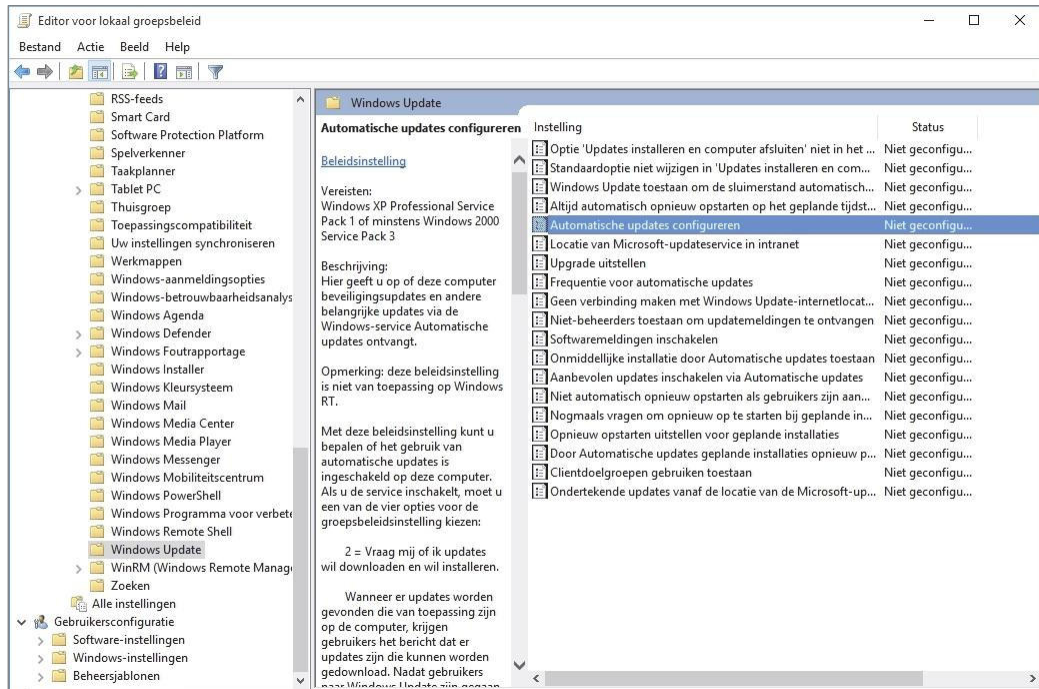 Editor voor lokaal groepsbeleid
Bestand Actie Beeld Help
RSS-feeds
Smart Card
Software Protection Platform
Spelverkenner
Taakplanner
Tablet PC
Thuisgroep
Toepassingscompatibiliteit
Uw instellingen synchroniseren
Werkmappen
Windows-aanmeldingsopties
Windows-betrouwbaarheidsanalys
Windows Agenda
Windows Defender
Windows Foutrapportage
Windows Installer
Windows Kleursysteem
Windows Mail
Windows Media Center
Windows Media Player
Windows Messenger
Windows Mobiliteitscentrum
Windows PowerShell
Windows Programma voor verbete
Windows Remote Shell
Windows Update
WinRM (Windows Remote Manag
Zoeken
Alle instellingen
Gebruikersconfiguratie
Software-instellingen
Windows-instellingen
Beheersjablonen
Windows Update
Automatische updates configureren
Beleidsinstelling
Vereisten:
Windows XP Professional Service
Pack 1 of minstens Windows 2000
Service Pack 3
Beschrijving:
Hier geeft u op of deze computer
beveiligingsupdates en andere
belangrijke updates via de
Windows-service Automatische
updates ontvangt.
Opmerking: deze beleidsinstelling
is niet van toepassing op Windows
RT.
Met deze beleidsinstelling kunt u
bepalen of het gebruik van
automatische updates is
ingeschakeld op deze computer.
Als u de service inschakelt, moet u
een van de vier opties voor de
groepsbeleidsinstelling kiezen:
2 = Vraag mij of ik updates
wil downloaden en wil installeren.
Wanneer er updates worden
gevonden die van toepassing zijn
op de computer, krijgen
gebruikers het bericht dat er
updates zijn die kunnen worden
gedownload. Nadat gebruikers
naar Windows Update zijn gegaan
Instelling Status
Optie 'Updates installeren en computer afsluiten' niet in het ... Niet geconfigu...
Standaardoptie niet wijzigen in 'Updates installeren en com... Niet geconfigu...
Windows Update toestaan om de sluimerstand automatisch... Niet geconfigu...
Altijd automatisch opnieuw opstarten op het geplande tijdst... Niet geconfigu...
Automatische updates configureren Niet geconfigu...
Locatie van Microsoft-updateservice in intranet Niet geconfigu...
Upgrade uitstellen Niet geconfigu...
Frequentie voor automatische updates Niet geconfigu...
Geen verbinding maken met Windows Update-internetlocat... Niet geconfigu...
Niet-beheerders toestaan om updatemeldingen te ontvangen Niet geconfigu...
Softwaremeldingen inschakelen Niet geconfigu...
Onmiddellijke installatie door Automatische updates toestaan Niet geconfigu...
Aanbevolen updates inschakelen via Automatische updates Niet geconfigu...
Niet automatisch opnieuw opstarten als gebruikers zijn aan... Niet geconfigu...
Nogmaals vragen om opnieuw op te starten bij geplande in... Niet geconfigu...
Opnieuw opstarten uitstellen voor geplande installaties Niet geconfigu...
Door Automatische updates geplande installaties opnieuw p... Niet geconfigu...
Clientdoelgroepen gebruiken toestaan Niet geconfigu...
Ondertekende updates vanaf de locatie van de Microsoft-up... Niet geconfigu...